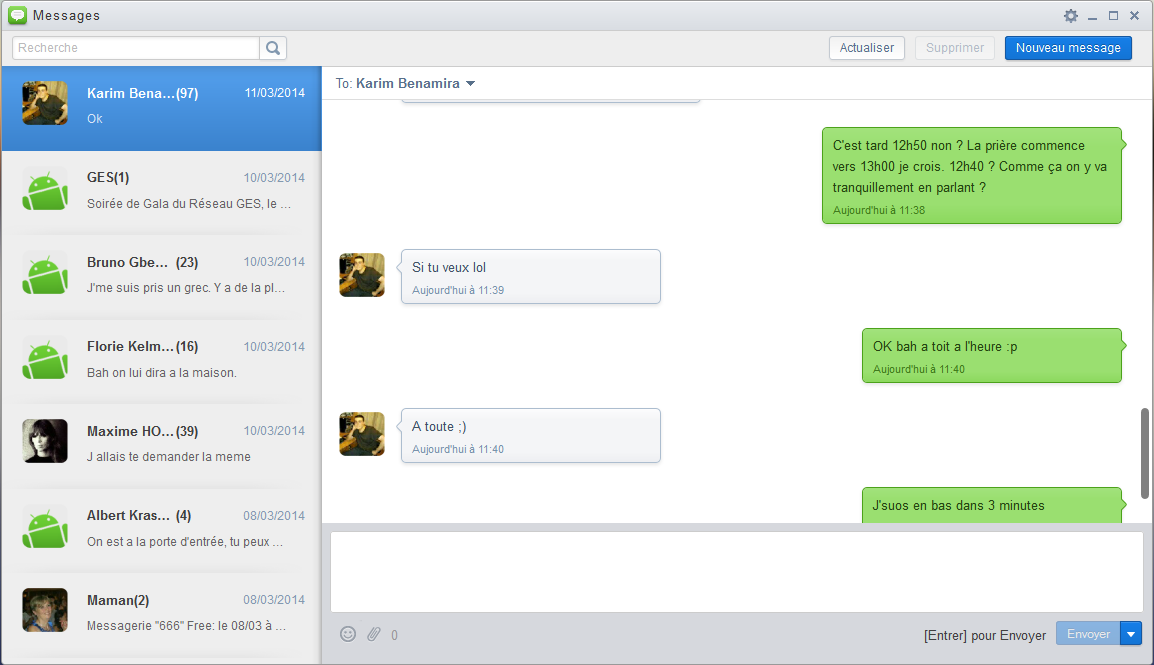 Messages
Recherche
Actualiser
Supprimer
Nouveau message
Karim Bena...(97)
11/03/2014
Ok
GES(1)
10/03/2014
Soirée de Gala du Réseau GES, le ...
Bruno Gbe... (23)
10/03/2014
J'me suis pris un grec. Y a de la pl...
Florie Kelm...(16)
10/03/2014
Bah on lui dira a la maison.
Maxime HO...(39)
10/03/2014
J allais te demander la meme
Albert Kras... (4)
08/03/2014
On est a la porte d'entrée, tu peux ...
Maman(2)
08/03/2014
Messagerie "666" Free: le 08/03 à ...
To: Karim Benamira
C'est tard 12h50 non ? La prière commence
vers 13h00 je crois. 12h40 ? Comme ça on y va
tranquillement en parlant ?
Aujourd'hui à 11:38
Si tu veux lol
Aujourd'hui à 11:39
OK bah a toit a l'heure :p
Aujourd'hui à 11:40
A toute ;)
Aujourd'hui à 11:40
J'suos en bas dans 3 minutes
0
[Entrer] pour Envoyer
Envoyer